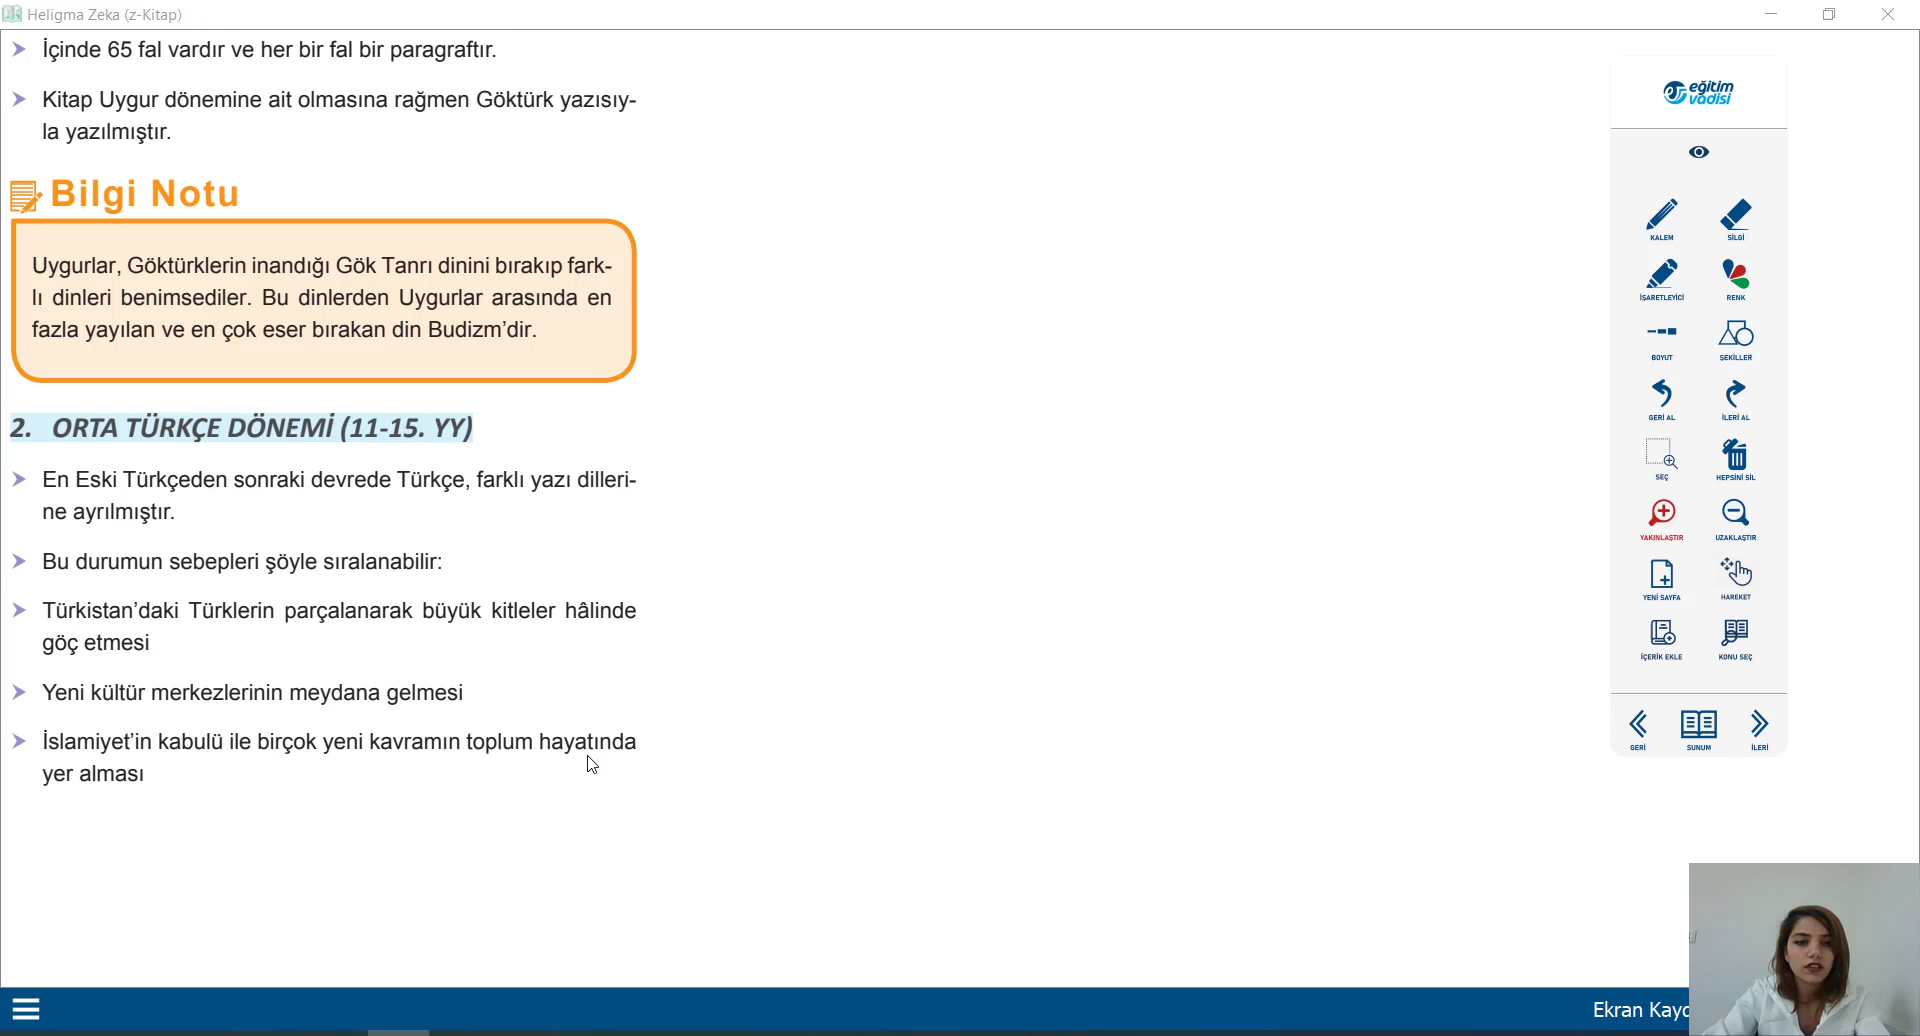 Heligma Zeka (z-Kitap)
İçinde 65 fal vardır ve her bir fal bir paragraftır.
Kitap Uygur dönemine ait olmasına rağmen Göktürk yazısıy-
la yazılmıştır.
Bilgi Notu
Uygurlar, Göktürklerin inandığı Gök Tanrı dinini bırakıp fark-
lı dinleri benimsediler. Bu dinlerden Uygurlar arasında en
fazla yayılan ve en çok eser bırakan din Budizm’dir.
2. ORTA TÜRKÇE DÖNEMİ (11-15. YY)
En Eski Türkçeden sonraki devrede Türkçe, farklı yazı dilleri-
ne ayrılmıştır.
Bu durumun sebepleri şöyle sıralanabilir:
Türkistan’daki Türklerin parçalanarak büyük kitleler hâlinde
göç etmesi
Yeni kültür merkezlerinin meydana gelmesi
İslamiyet’in kabulü ile birçok yeni kavramın toplum hayatında
yer alması
eğitim
vadisi
KALEM SİLGİ
İŞARETLEYİCİ RENK
BOYUT ŞEKİLLER
GERİ AL İLERİ AL
SEÇ HEPSİNİ SİL
YAKINLAŞTIR UZAKLAŞTIR
YENİ SAYFA HAREKET
İÇERİK EKLE KONU SEÇ
GERİ SUNUM İLERİ
Ekran